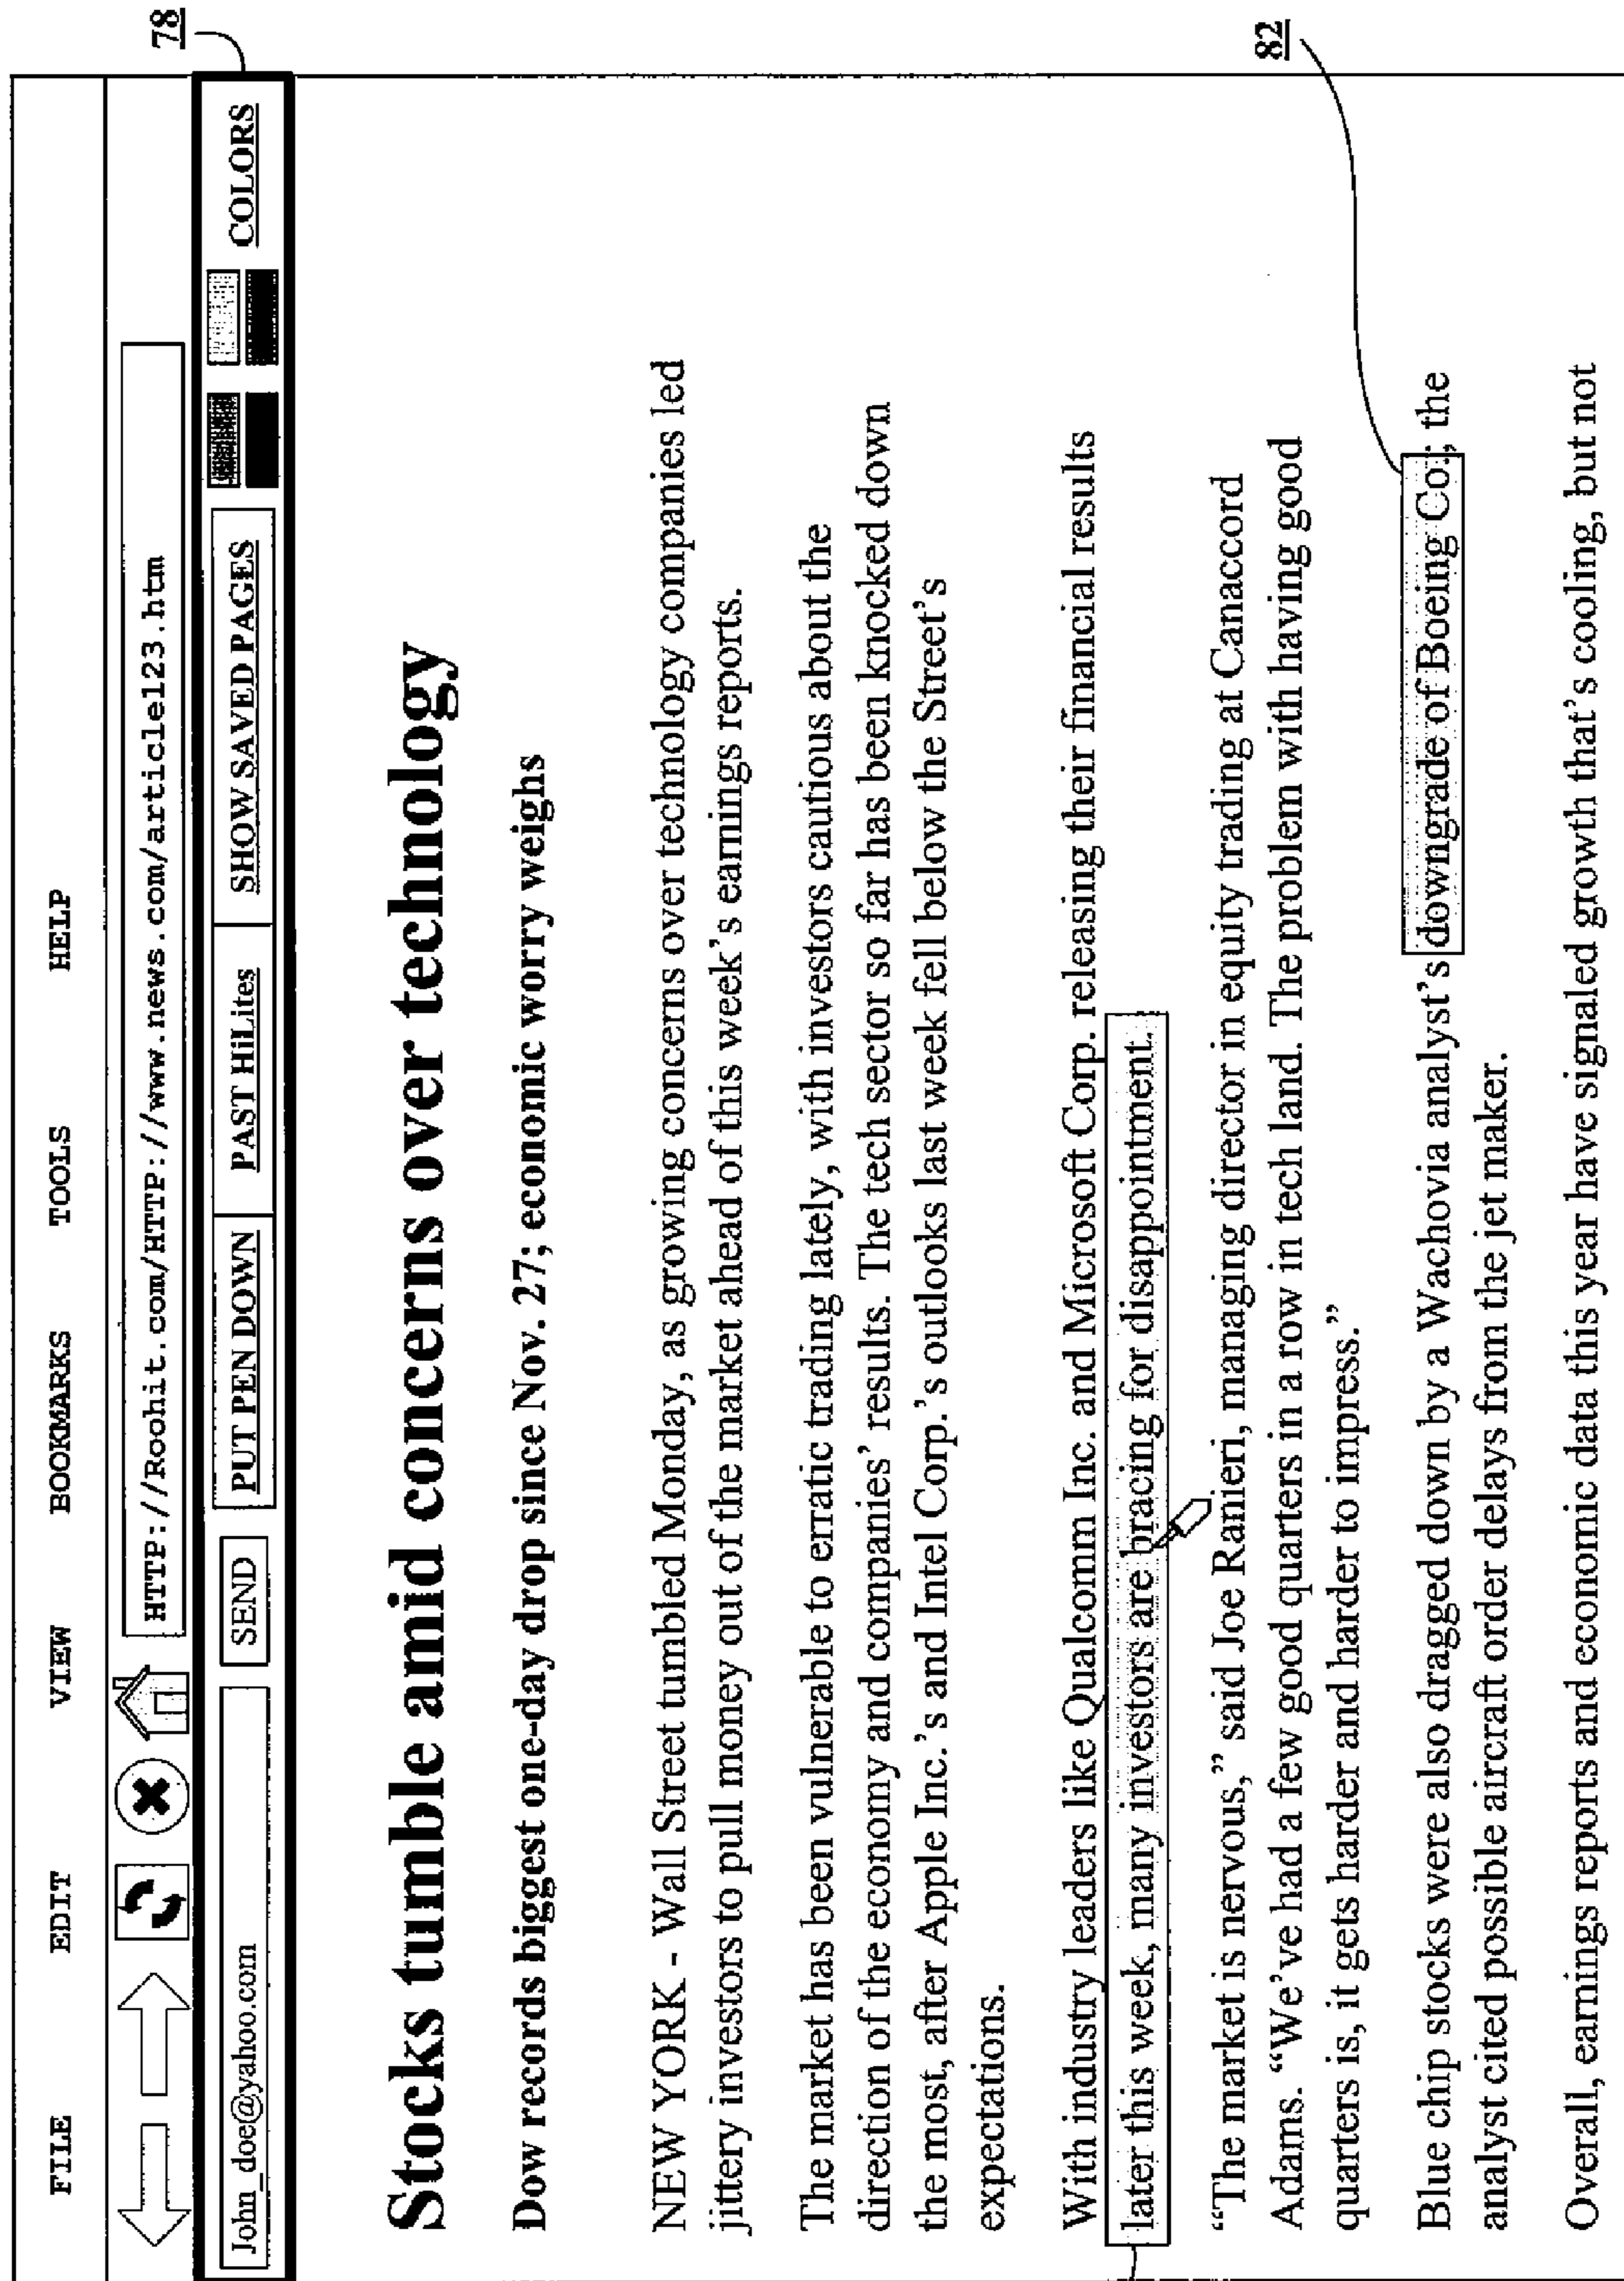 FILE EDIT VIEW BOOKMARKS TOOLS HELP
HTTP://Roohit.com/HTTP://www.news.com/article123.htm
John_doe@yahoo.com SEND PUT PEN DOWN PAST HiLites SHOW SAVED PAGES COLORS
78
Stocks tumble amid concerns over technology
Dow records biggest one-day drop since Nov. 27; economic worry weighs
NEW YORK - Wall Street tumbled Monday, as growing concerns over technology companies led
jittery investors to pull money out of the market ahead of this week's earnings reports.
The market has been vulnerable to erratic trading lately, with investors cautious about the
direction of the economy and companies' results. The tech sector so far has been knocked down
the most, after Apple Inc.'s and Intel Corp.'s outlooks last week fell below the Street's
expectations.
With industry leaders like Qualcomm Inc. and Microsoft Corp. releasing their financial results
later this week, many investors are bracing for disappointment.
“The market is nervous,” said Joe Ranieri, managing director in equity trading at Canaccord
Adams. “We've had a few good quarters in a row in tech land. The problem with having good
quarters is, it gets harder and harder to impress.”
82
Blue chip stocks were also dragged down by a Wachovia analyst's downgrade of Boeing Co.; the
analyst cited possible aircraft order delays from the jet maker.
Overall, earnings reports and economic data this year have signaled growth that's cooling, but not